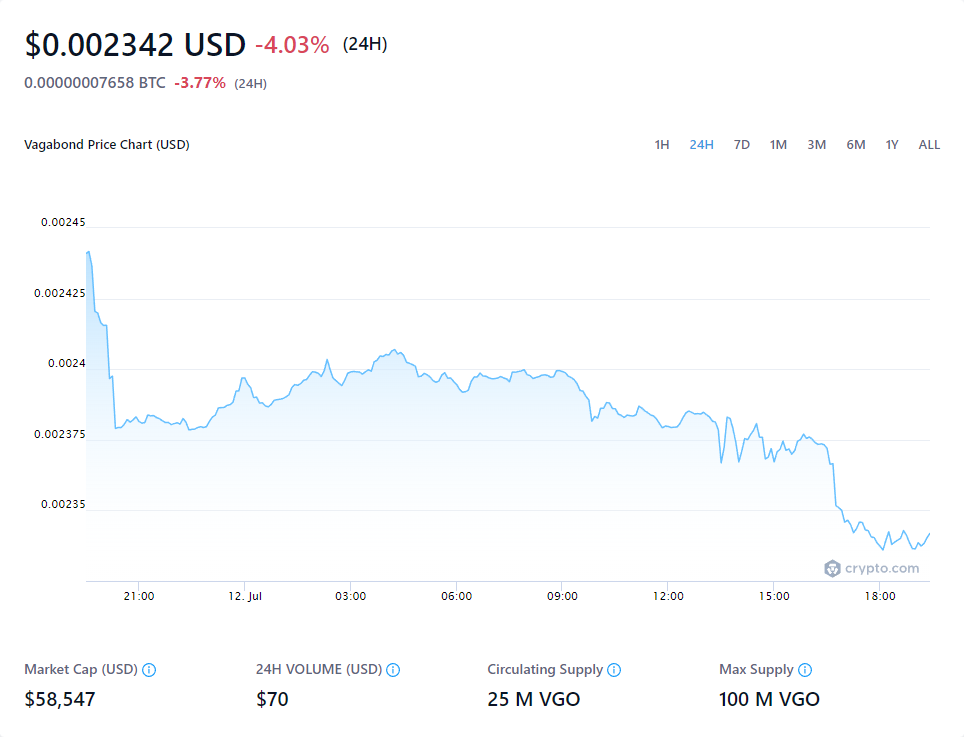 $0.002342 USD -4.03% (24H)
0.00000007658 BTC -3.77% (24H)
Vagabond Price Chart (USD) 1H 24H 7D 1M 3M 6M 1Y ALL
0.00245
0.002425
0.0024
0.002375
0.00235
crypto.com
21:00 12. Jul 03:00 06:00 09:00 12:00 15:00 18:00
Market Cap (USD) 24H VOLUME (USD) Circulating Supply Max Supply
$58,547 $70 25 M VGO 100 M VGO